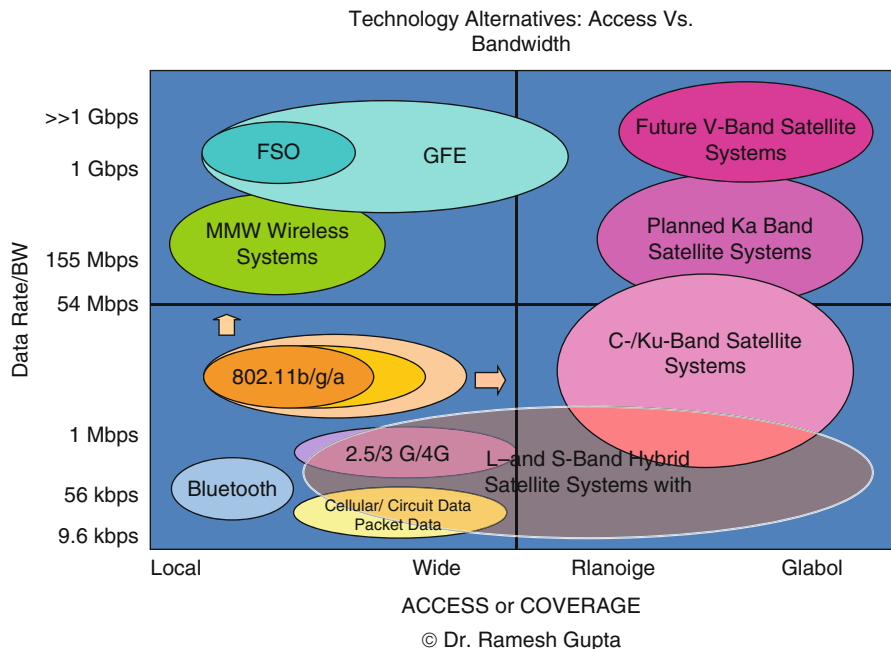 Technology Alternatives: Access Vs.
Bandwidth
>>1 Gbps
1 Gbps
155 Mbps
54 Mbps
1 Mbps
56 kbps
9.6 kbps
Data Rate/BW
FSO
GFE
Future V-Band Satellite
Systems
MMW Wireless
Systems
Planned Ka Band
Satellite Systems
802.11b/g/a
C-/Ku-Band Satellite
Systems
2.5/3 G/4G
L–and S-Band Hybrid
Satellite Systems with
Bluetooth
Cellular/ Circuit Data
Packet Data
Local
Wide
Rlanoige
Glabol
ACCESS or COVERAGE
© Dr. Ramesh Gupta